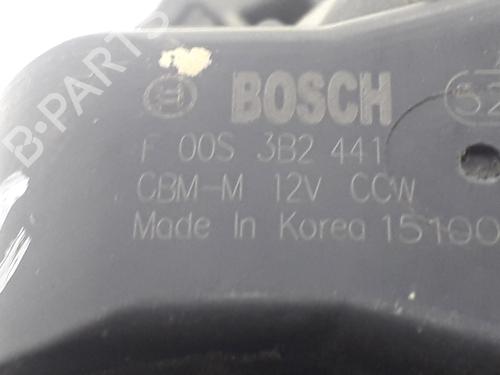 B-PARTS
BOSCH
F 00S 3B2 441
CBM-M 12V CCW
Made In Korea 15100